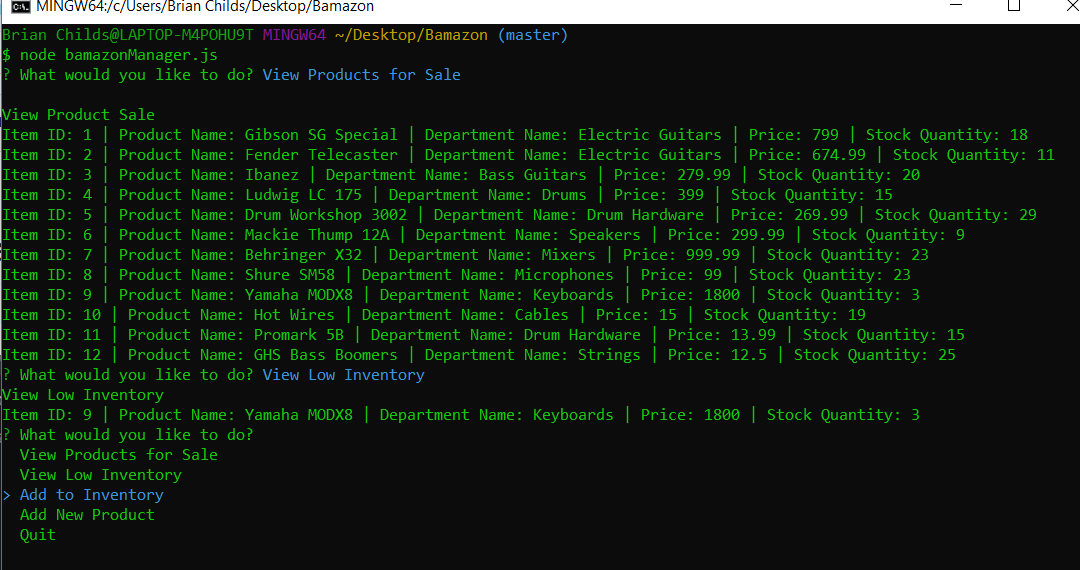 MINGW64:/c/Users/Brian Childs/Desktop/Bamazon
Brian Childs@LAPTOP-M4POHU9T MINGW64 ~/Desktop/Bamazon (master)
$ node bamazonManager.js
? What would you like to do? View Products for Sale
View Product Sale
Item ID: 1 | Product Name: Gibson SG Special | Department Name: Electric Guitars | Price: 799 | Stock Quantity: 18
Item ID: 2 | Product Name: Fender Telecaster | Department Name: Electric Guitars | Price: 674.99 | Stock Quantity: 11
Item ID: 3 | Product Name: Ibanez | Department Name: Bass Guitars | Price: 279.99 | Stock Quantity: 20
Item ID: 4 | Product Name: Ludwig LC 175 | Department Name: Drums | Price: 399 | Stock Quantity: 15
Item ID: 5 | Product Name: Drum Workshop 3002 | Department Name: Drum Hardware | Price: 269.99 | Stock Quantity: 29
Item ID: 6 | Product Name: Mackie Thump 12A | Department Name: Speakers | Price: 299.99 | Stock Quantity: 9
Item ID: 7 | Product Name: Behringer X32 | Department Name: Mixers | Price: 999.99 | Stock Quantity: 23
Item ID: 8 | Product Name: Shure SM58 | Department Name: Microphones | Price: 99 | Stock Quantity: 23
Item ID: 9 | Product Name: Yamaha MODX8 | Department Name: Keyboards | Price: 1800 | Stock Quantity: 3
Item ID: 10 | Product Name: Hot Wires | Department Name: Cables | Price: 15 | Stock Quantity: 19
Item ID: 11 | Product Name: Promark 5B | Department Name: Drum Hardware | Price: 13.99 | Stock Quantity: 15
Item ID: 12 | Product Name: GHS Bass Boomers | Department Name: Strings | Price: 12.5 | Stock Quantity: 25
? What would you like to do? View Low Inventory
View Low Inventory
Item ID: 9 | Product Name: Yamaha MODX8 | Department Name: Keyboards | Price: 1800 | Stock Quantity: 3
? What would you like to do?
View Products for Sale
View Low Inventory
> Add to Inventory
Add New Product
Quit